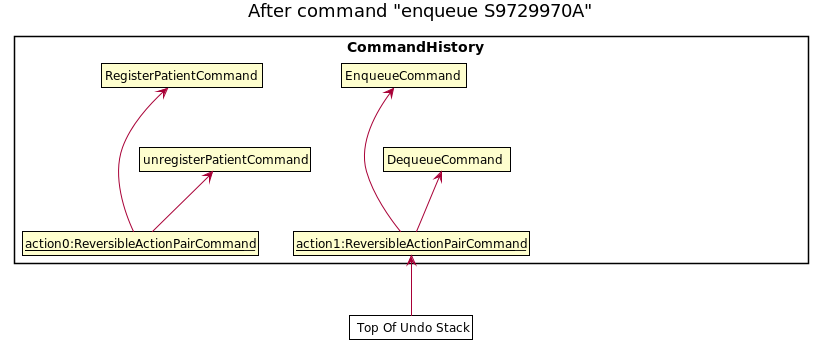 After command "enqueue S9729970A"
CommandHistory
RegisterPatientCommand
EnqueueCommand
unregisterPatientCommand
DequeueCommand
action0:ReversibleActionPairCommand
action1:ReversibleActionPairCommand
Top Of Undo Stack